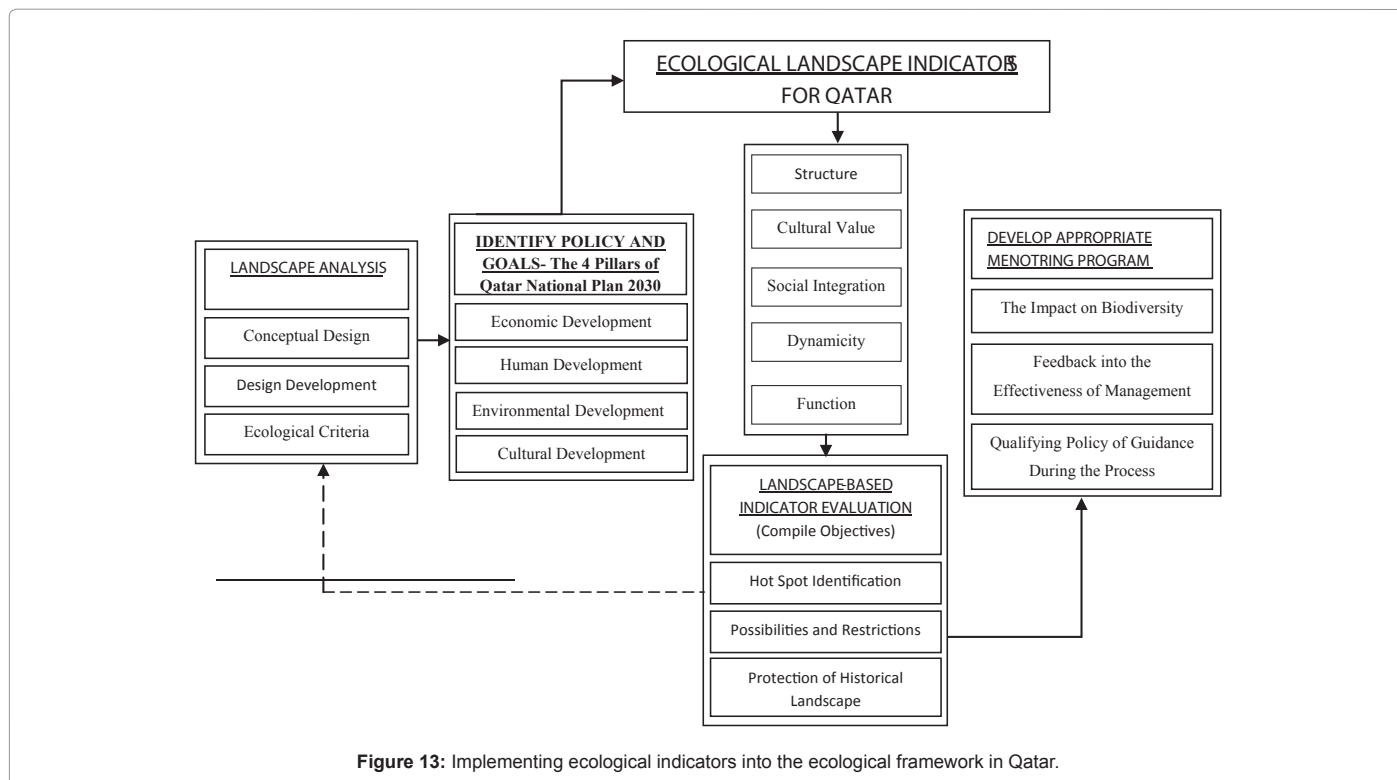 ECOLOGICAL LANDSCAPE INDICATORS
FOR QATAR
LANDSCAPE ANALYSIS
Conceptual Design
Design Development
Ecological Criteria
IDENTIFY POLICY AND
GOALS- The 4 Pillars of
Qatar National Plan 2030
Economic Development
Human Development
Environmental Development
Cultural Development
Structure
Cultural Value
Social Integration
Dynamicity
Function
LANDSCAPE-BASED
INDICATOR EVALUATION
(Compile Objectives)
Hot Spot Identification
Possibilities and Restrictions
Protection of Historical
Landscape
DEVELOP APPROPRIATE
MENOTRING PROGRAM
The Impact on Biodiversity
Feedback into the
Effectiveness of Management
Qualifying Policy of Guidance
During the Process
Figure 13: Implementing ecological indicators into the ecological framework in Qatar.